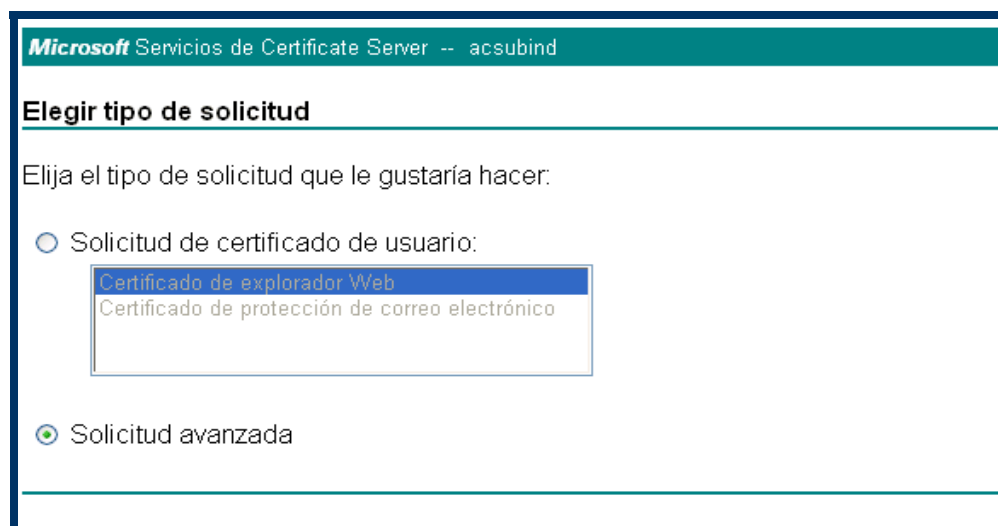 Microsoft Servicios de Certificate Server -- acsubind
Elegir tipo de solicitud
Elija el tipo de solicitud que le gustaría hacer:
Solicitud de certificado de usuario:
Certificado de explorador Web
Certificado de protección de correo electrónico
Solicitud avanzada